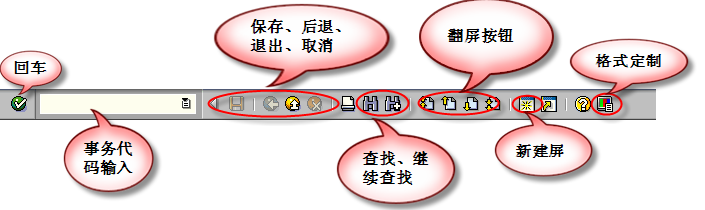 保存、后退、
退出、取消
翻屏按钮
格式定制
回车
事务代
码输入
查找、继
续查找
新建屏